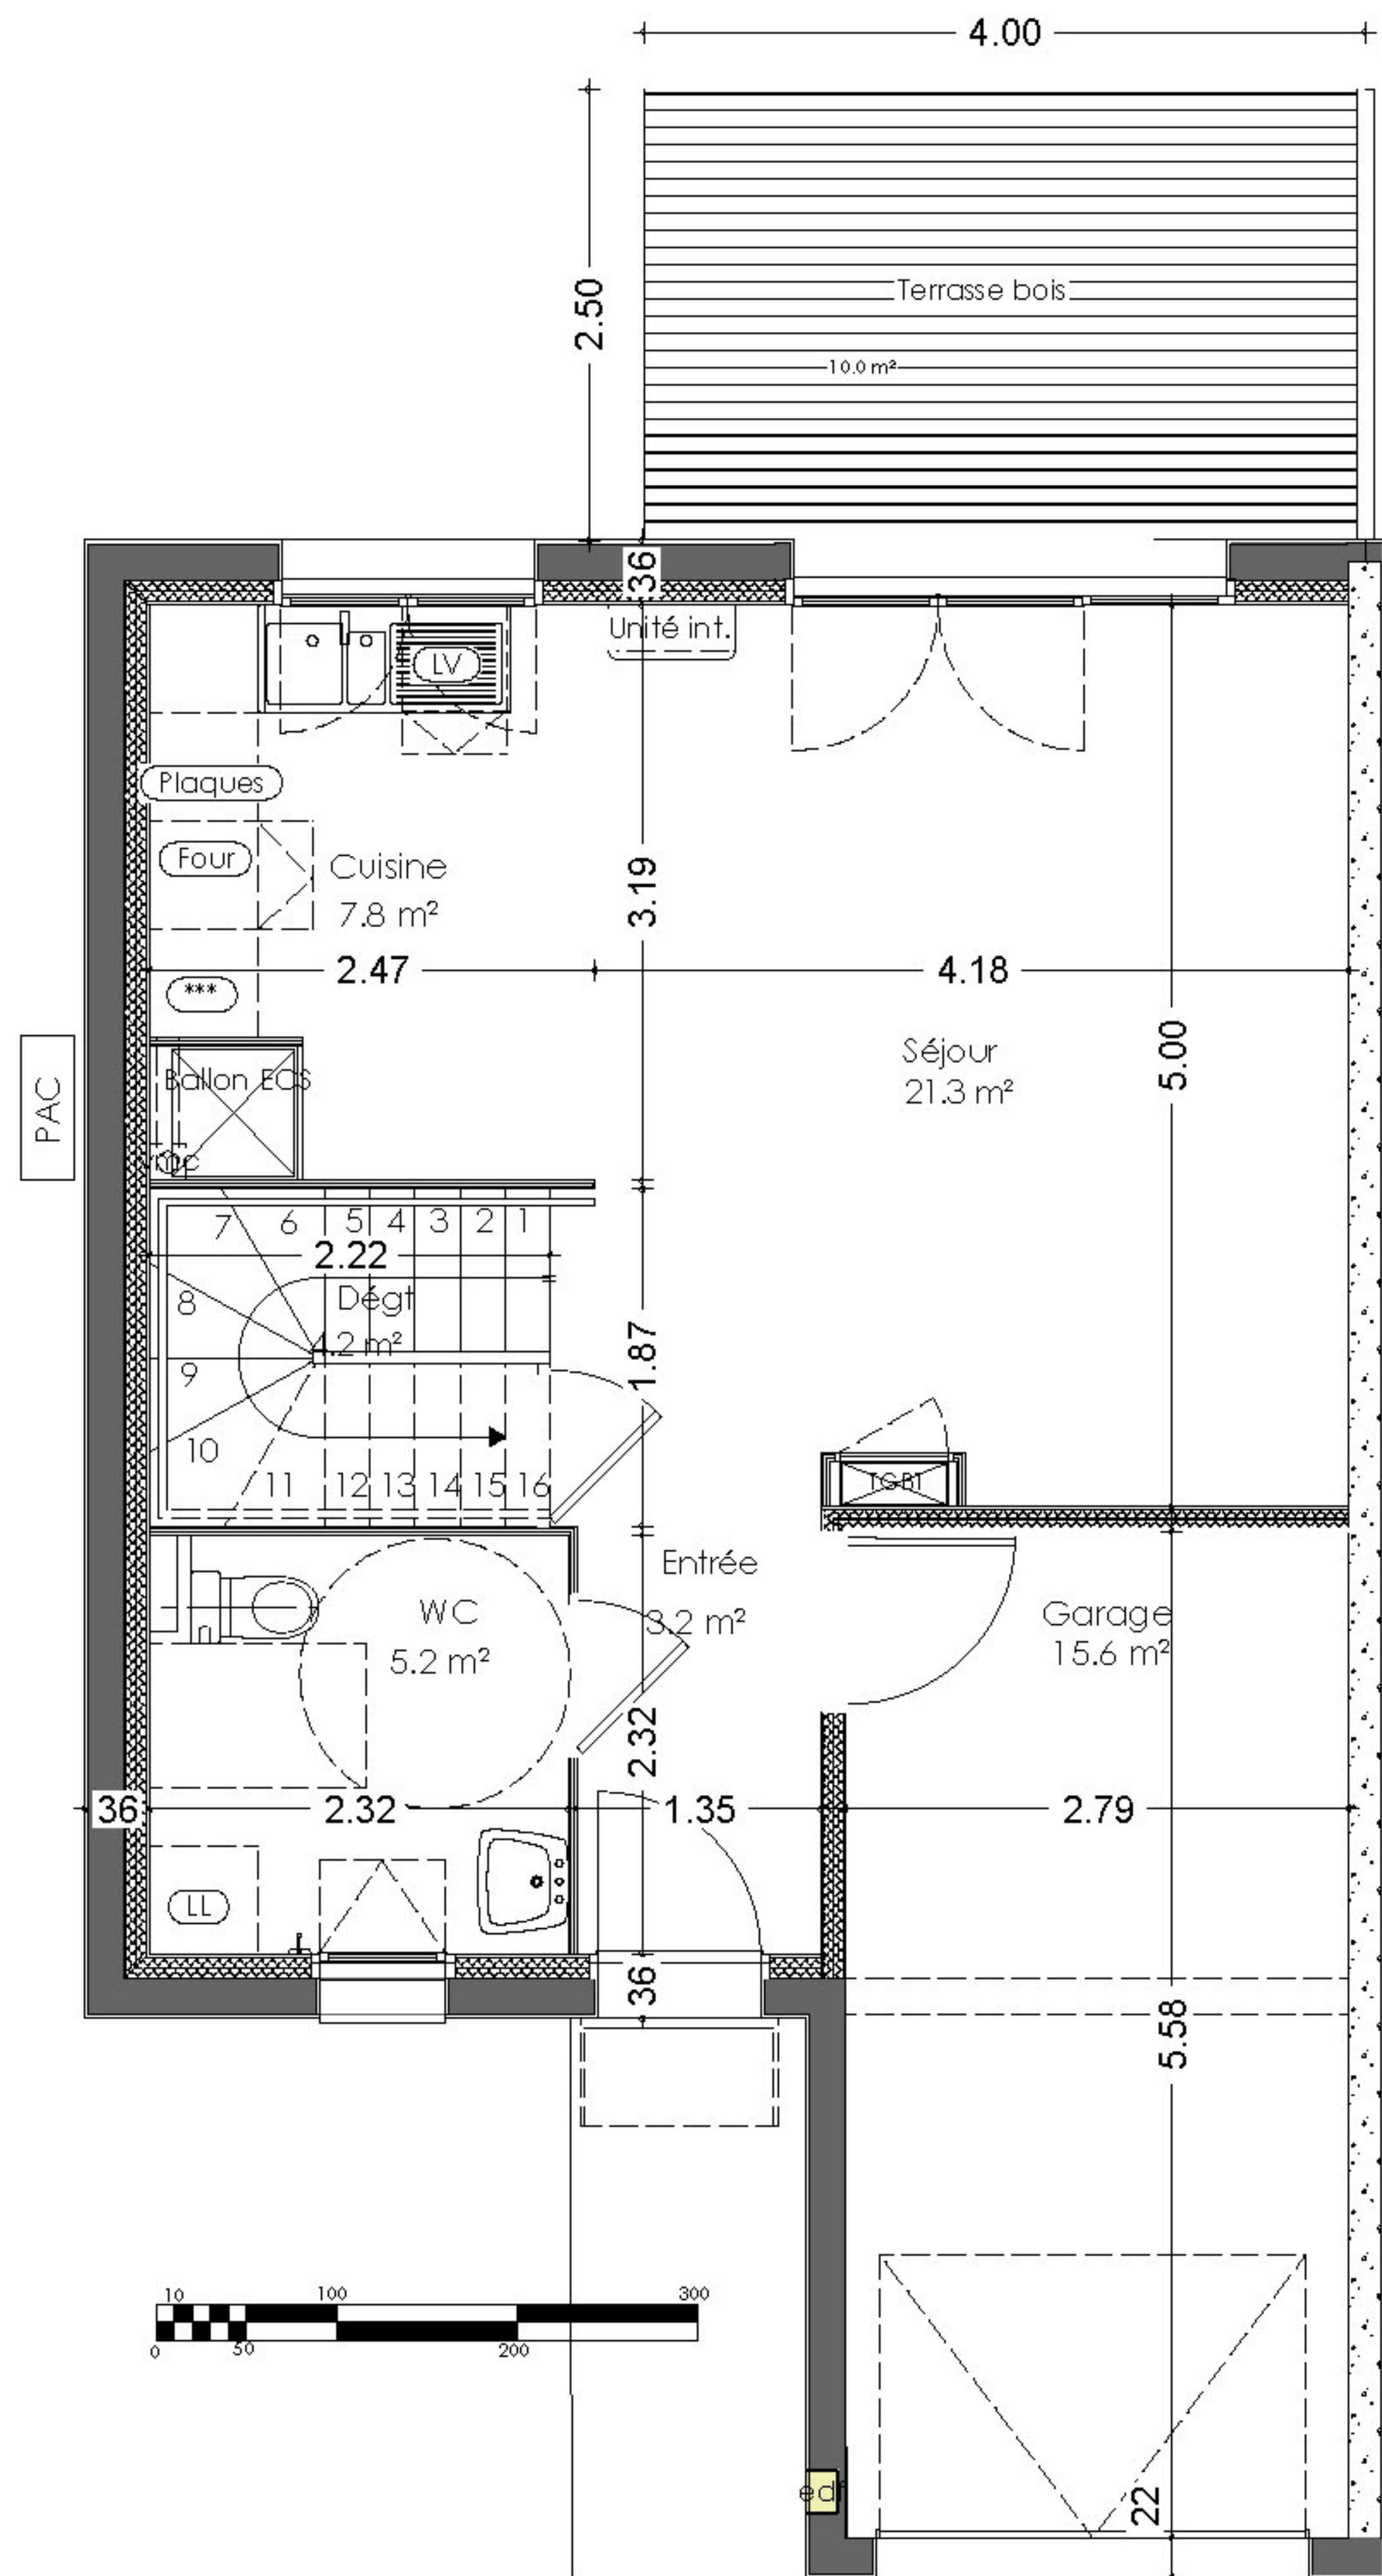 4.00
2.50
Terrasse bois
10.0 m²
36
Unité int.
LV
Plaques
Four
Cuisine
7.8 m²
3.19
2.47
4.18
***
Séjour
21.3 m²
5.00
PAC
Ballon ECS
7 6 5 4 3 2 1
2.22
Dégt
4.2 m²
8
9
10
11 12 13 14 15 16
1.87
TGBT
Entrée
3.2 m²
WC
5.2 m²
Garage
15.6 m²
2.32
36
2.32
1.35
2.79
LL
36
5.58
10 100 300
0 50 200
edf
22